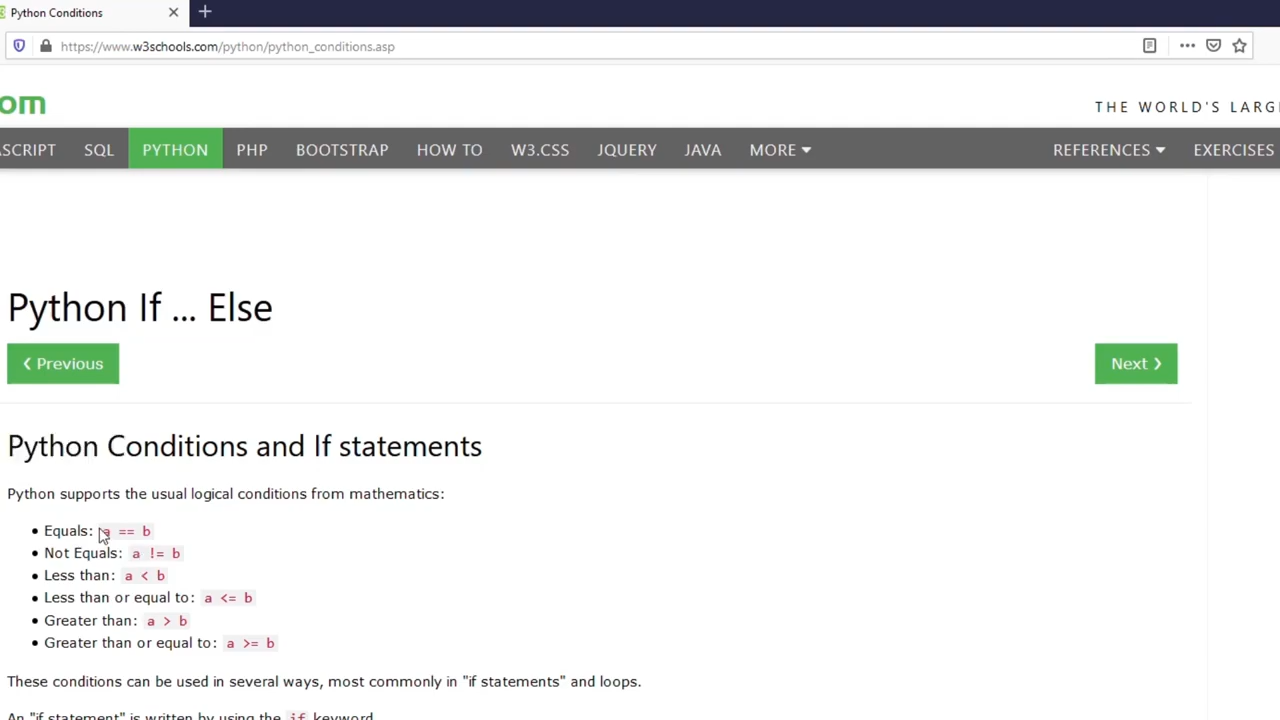 Python Conditions
https://www.w3schools.com/python/python_conditions.asp
om
THE WORLD'S LARG
ASCRIPT SQL PYTHON PHP BOOTSTRAP HOW TO W3.CSS JQUERY JAVA MORE REFERENCES EXERCISES
Python If ... Else
❮ Previous Next ❯
Python Conditions and If statements
Python supports the usual logical conditions from mathematics:
• Equals: a == b
• Not Equals: a != b
• Less than: a < b
• Less than or equal to: a <= b
• Greater than: a > b
• Greater than or equal to: a >= b
These conditions can be used in several ways, most commonly in "if statements" and loops.
An "if statement" is written by using the if keyword.